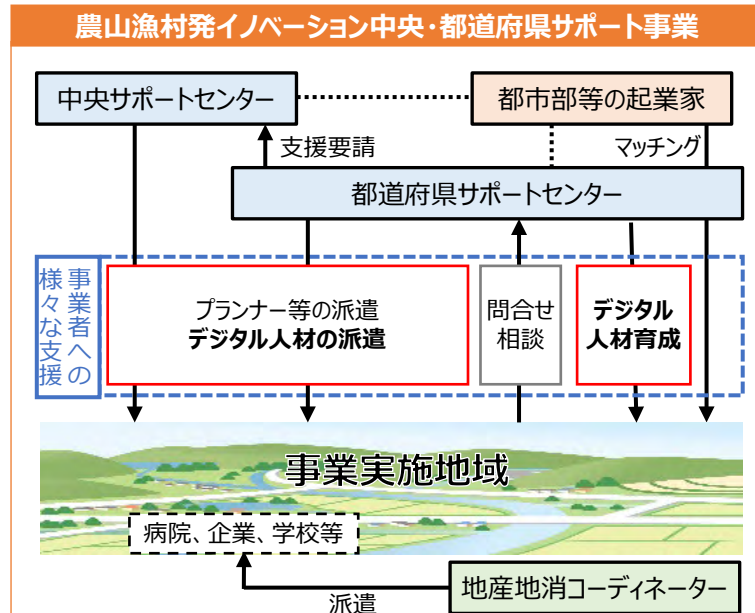 農山漁村発イノベーション中央・都道府県サポート事業
中央サポートセンター
都市部等の起業家
支援要請
マッチング
都道府県サポートセンター
事業者への
様々な支援
プランナー等の派遣
デジタル人材の派遣
問合せ
相談
デジタル
人材育成
事業実施地域
病院、企業、学校等
派遣
地産地消コーディネーター